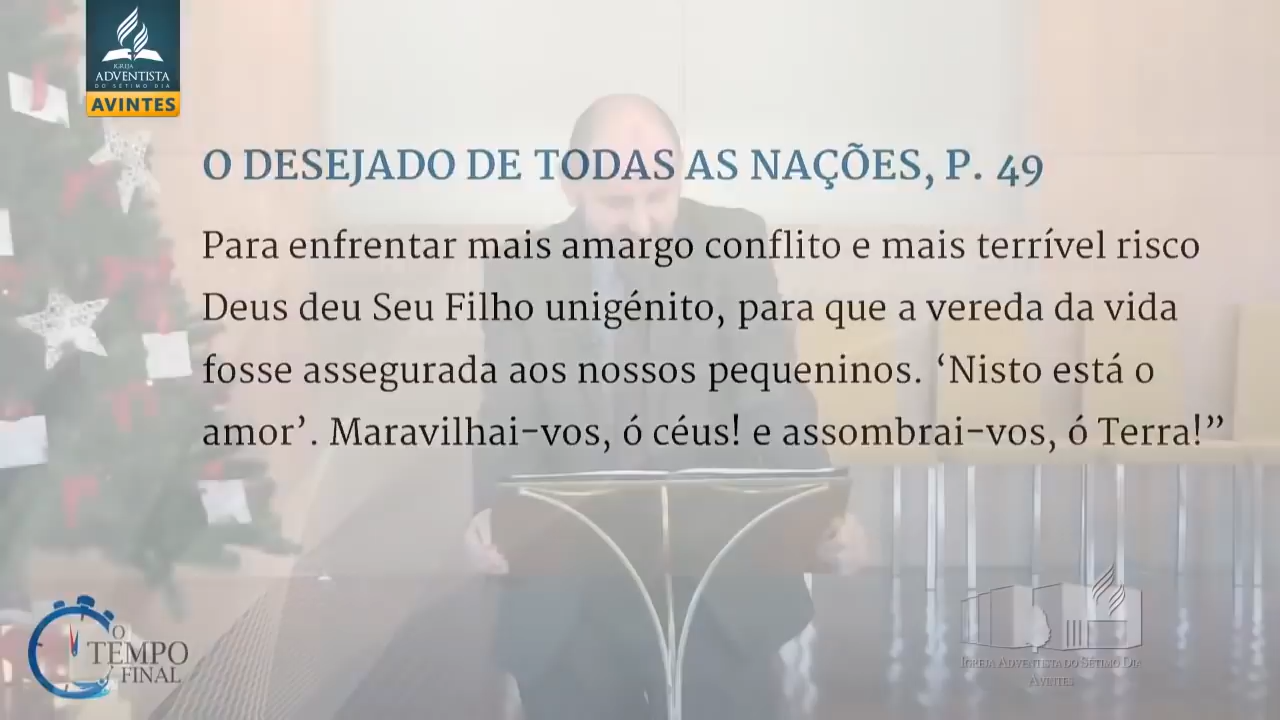 IGREJA
ADVENTISTA
DO SÉTIMO DIA
AVINTES
O DESEJADO DE TODAS AS NAÇÕES, P. 49
Para enfrentar mais amargo conflito e mais terrível risco
Deus deu Seu Filho unigénito, para que a vereda da vida
fosse assegurada aos nossos pequeninos. ‘Nisto está o
amor’. Maravilhai-vos, ó céus! e assombrai-vos, ó Terra!”
O
TEMPO
FINAL
IGREJA ADVENTISTA DO SÉTIMO DIA
AVINTES